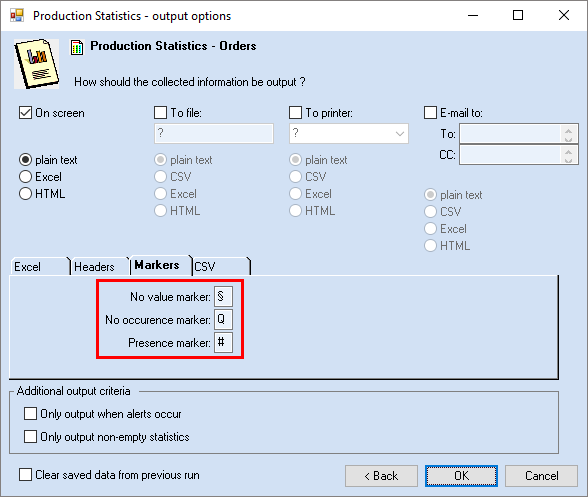 Production Statistics - output options
Production Statistics - Orders
How should the collected information be output ?
On screen To file: To printer: E-mail to:
? ? To:
CC:
plain text plain text plain text
Excel CSV CSV plain text
HTML Excel Excel CSV
HTML HTML Excel
HTML
Excel Headers Markers CSV
No value marker: §
No occurence marker: Q
Presence marker: #
Additional output criteria
Only output when alerts occur
Only output non-empty statistics
Clear saved data from previous run < Back OK Cancel